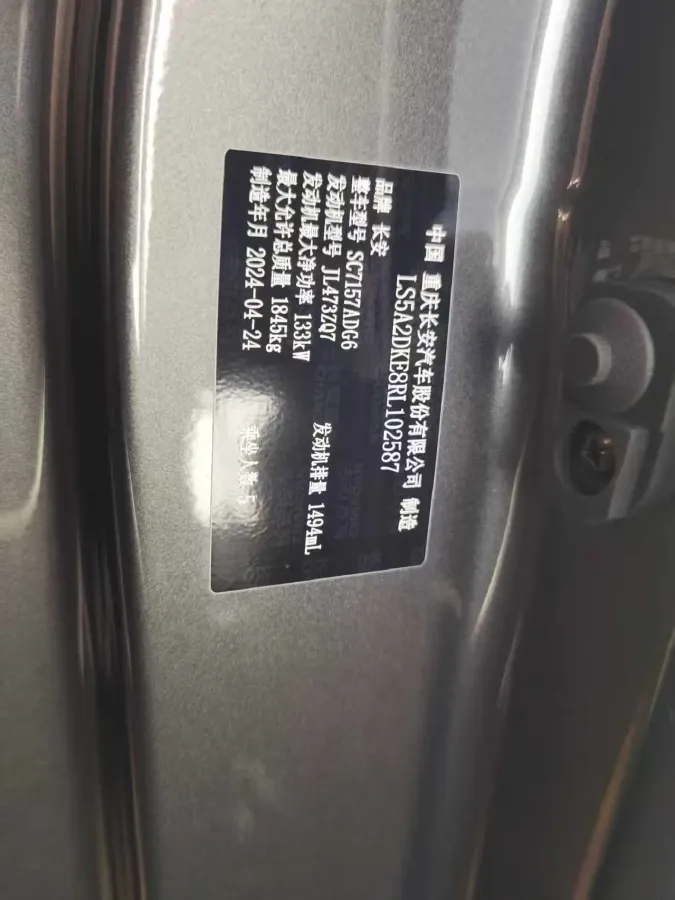 中国 重庆长安汽车股份有限公司 制造
LS5A2DKE8RL102587
品牌 长安
整车型号 SC7157ADG6
发动机型号 JL473ZQ7 发动机排量 1494mL
发动机最大净功率 133kW
最大允许总质量 1845kg
制造年月 2024-04-24 乘坐人数 5